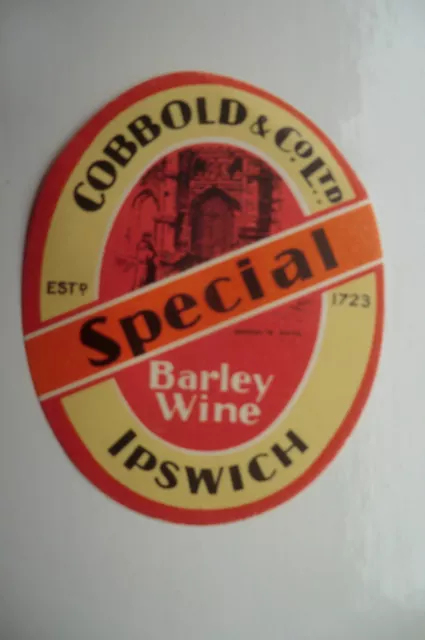 COBBOLD & CO. LTD.
ESTD 1723
Special
Barley
Wine
IPSWICH